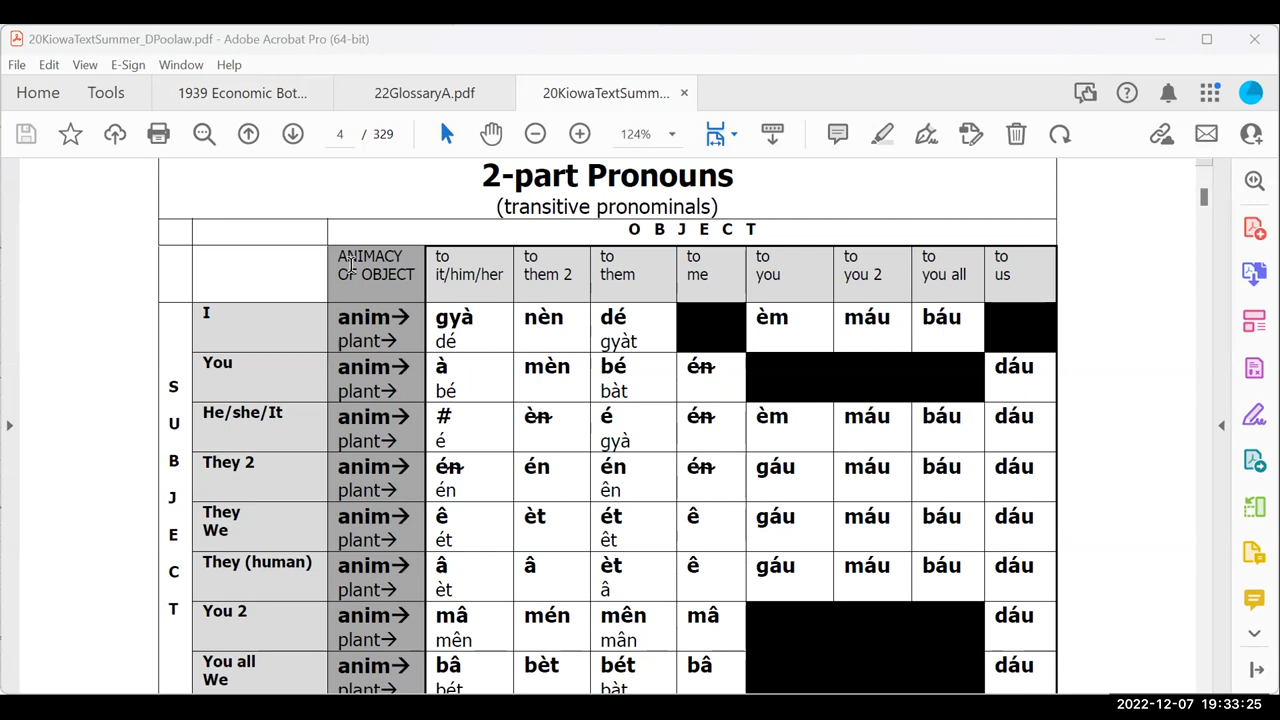 20KiowaTextSummer_DPoolaw.pdf - Adobe Acrobat Pro (64-bit)
File Edit View E-Sign Window Help
Home Tools 1939 Economic Bot... 22GlossaryA.pdf 20KiowaTextSumm... ×
4 / 329 124%
2-part Pronouns
(transitive pronominals)
O B J E C T
ANIMACY OF OBJECT to it/him/her to them 2 to them to me to you to you 2 to you all to us
S U B J E C T
I anim→ gyà nèn dé èm máu báu
plant→ dé gyàt
You anim→ à mèn bé én dáu
plant→ bé bàt
He/she/It anim→ # èn é én èm máu báu dáu
plant→ é gyà
They 2 anim→ én én én én gáu máu báu dáu
plant→ én ên
They anim→ ê èt ét ê gáu máu báu dáu
We plant→ ét êt
They (human) anim→ â â èt ê gáu máu báu dáu
plant→ èt â
You 2 anim→ mâ mén mên mâ dáu
plant→ mên mân
You all anim→ bâ bèt bét bâ dáu
We plant→ bét bàt
2022-12-07 19:33:25